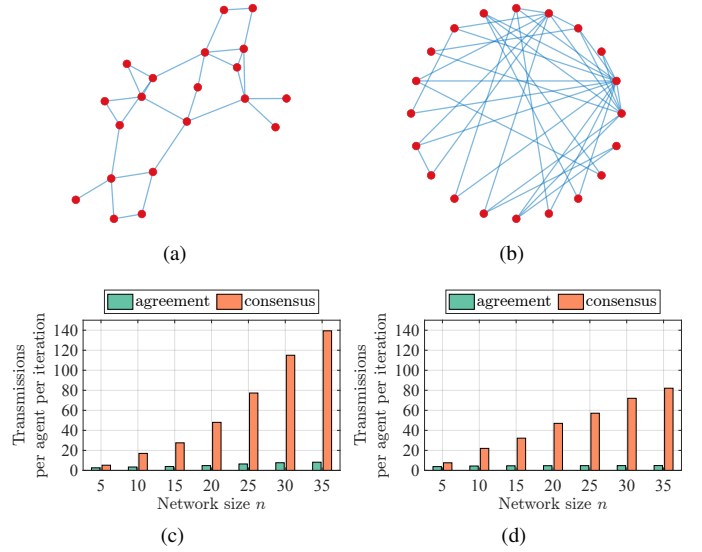 (a)
(b)
agreement consensus
Transmissions
per agent per iteration
140
120
100
80
60
40
20
0
5 10 15 20 25 30 35
Network size n
(c)
agreement consensus
Transmissions
per agent per iteration
140
120
100
80
60
40
20
0
5 10 15 20 25 30 35
Network size n
(d)